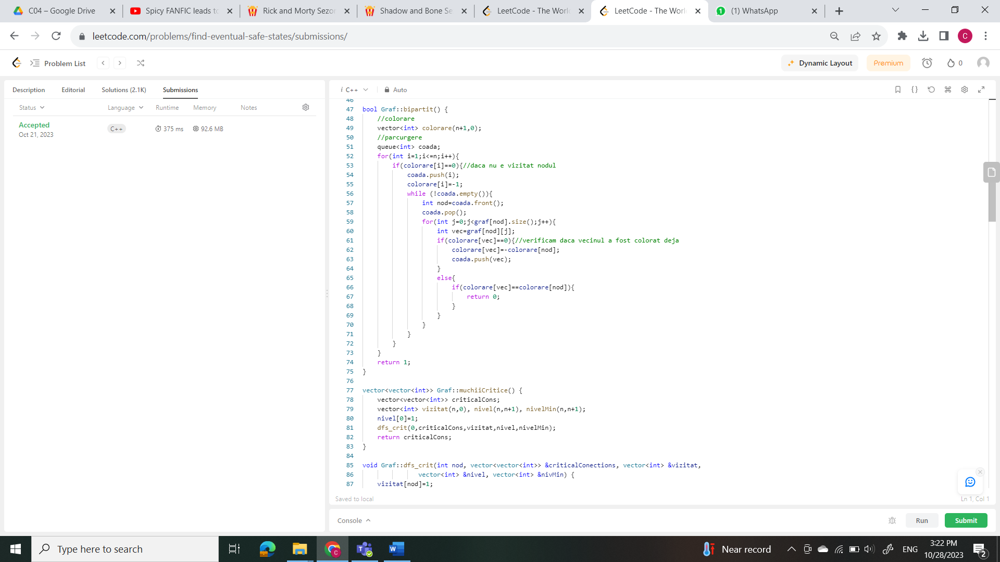 C04 – Google Drive
Spicy FANFIC leads to
Rick and Morty Sezon
Shadow and Bone Se
LeetCode - The World
LeetCode - The World
1
(1) WhatsApp
leetcode.com/problems/find-eventual-safe-states/submissions/
C
Problem List
Dynamic Layout
Premium
0
Description
Editorial
Solutions (2.1K)
Submissions
Status
Language
Runtime
Memory
Notes
Accepted
Oct 21, 2023
C++
375 ms
92.6 MB
i C++
Auto
46
47 bool Graf::bipartit() {
48 //colorare
49 vector<int> colorare(n+1,0);
50 //parcurgere
51 queue<int> coada;
52 for(int i=1;i<=n;i++){
53 if(colorare[i]==0){//daca nu e vizitat nodul
54 coada.push(i);
55 colorare[i]=-1;
56 while (!coada.empty()){
57 int nod=coada.front();
58 coada.pop();
59 for(int j=0;j<graf[nod].size();j++){
60 int vec=graf[nod][j];
61 if(colorare[vec]==0){//verificam daca vecinul a fost colorat deja
62 colorare[vec]=-colorare[nod];
63 coada.push(vec);
64 }
65 else{
66 if(colorare[vec]==colorare[nod]){
67 return 0;
68 }
69 }
70 }
71 }
72 }
73 }
74 return 1;
75 }
76
77 vector<vector<int>> Graf::muchiiCritice() {
78 vector<vector<int>> criticalCons;
79 vector<int> vizitat(n,0), nivel(n,n+1), nivelMin(n,n+1);
80 nivel[0]=1;
81 dfs_crit(0,criticalCons,vizitat,nivel,nivelMin);
82 return criticalCons;
83 }
84
85 void Graf::dfs_crit(int nod, vector<vector<int>> &criticalConections, vector<int> &vizitat,
86 vector<int> &nivel, vector<int> &nivMin) {
87 vizitat[nod]=1;
Saved to local
Ln 1, Col 1
Console
Run
Submit
Type here to search
Near record
ENG
3:22 PM
10/28/2023
2